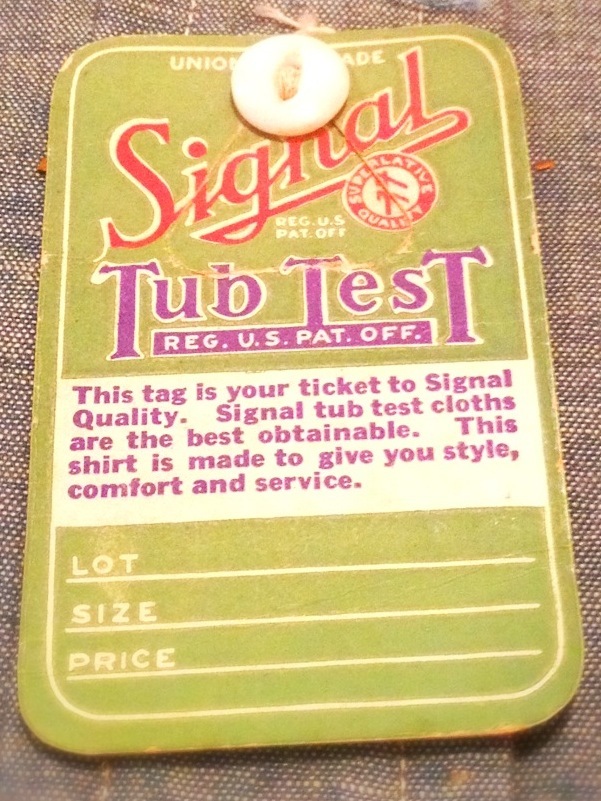 UNION ADE
Signal
SUPERLATIVE
QUALITY
REG. U.S
PAT. OFF
Tub Test
REG. U.S. PAT. OFF.
This tag is your ticket to Signal
Quality. Signal tub test cloths
are the best obtainable. This
shirt is made to give you style,
comfort and service.
LOT
SIZE
PRICE